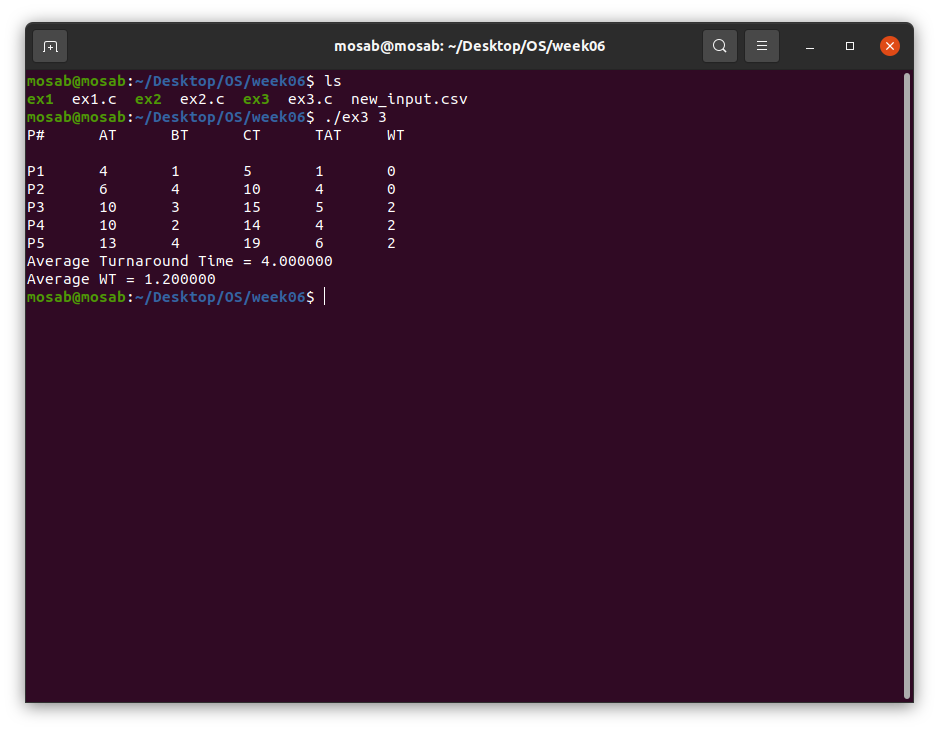 mosab@mosab: ~/Desktop/OS/week06
mosab@mosab:~/Desktop/OS/week06$ ls
ex1  ex1.c  ex2  ex2.c  ex3  ex3.c  new_input.csv
mosab@mosab:~/Desktop/OS/week06$ ./ex3 3
P#      AT      BT      CT      TAT     WT
P1      4       1       5       1       0
P2      6       4       10      4       0
P3      10      3       15      5       2
P4      10      2       14      4       2
P5      13      4       19      6       2
Average Turnaround Time = 4.000000
Average WT = 1.200000
mosab@mosab:~/Desktop/OS/week06$